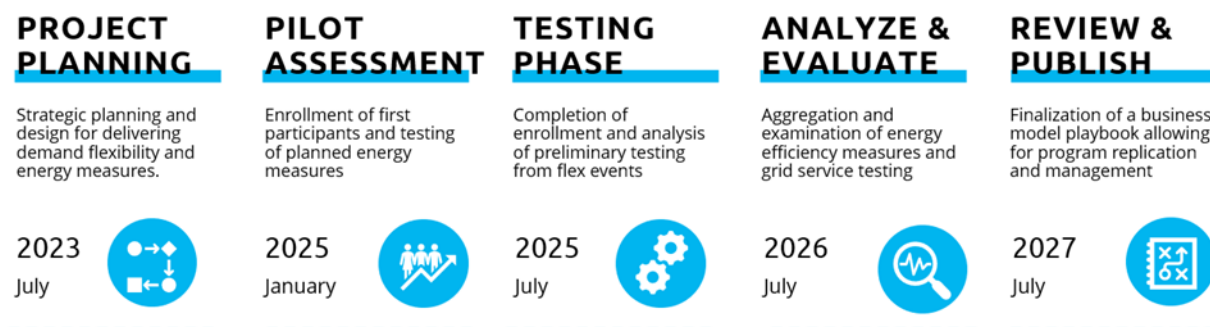 PROJECT
PLANNING
Strategic planning and
design for delivering
demand flexibility and
energy measures.
2023
July
PILOT
ASSESSMENT
Enrollment of first
participants and testing
of planned energy
measures
2025
January
TESTING
PHASE
Completion of
enrollment and analysis
of preliminary testing
from flex events
2025
July
ANALYZE &
EVALUATE
Aggregation and
examination of energy
efficiency measures and
grid service testing
2026
July
REVIEW &
PUBLISH
Finalization of a business
model playbook allowing
for program replication
and management
2027
July